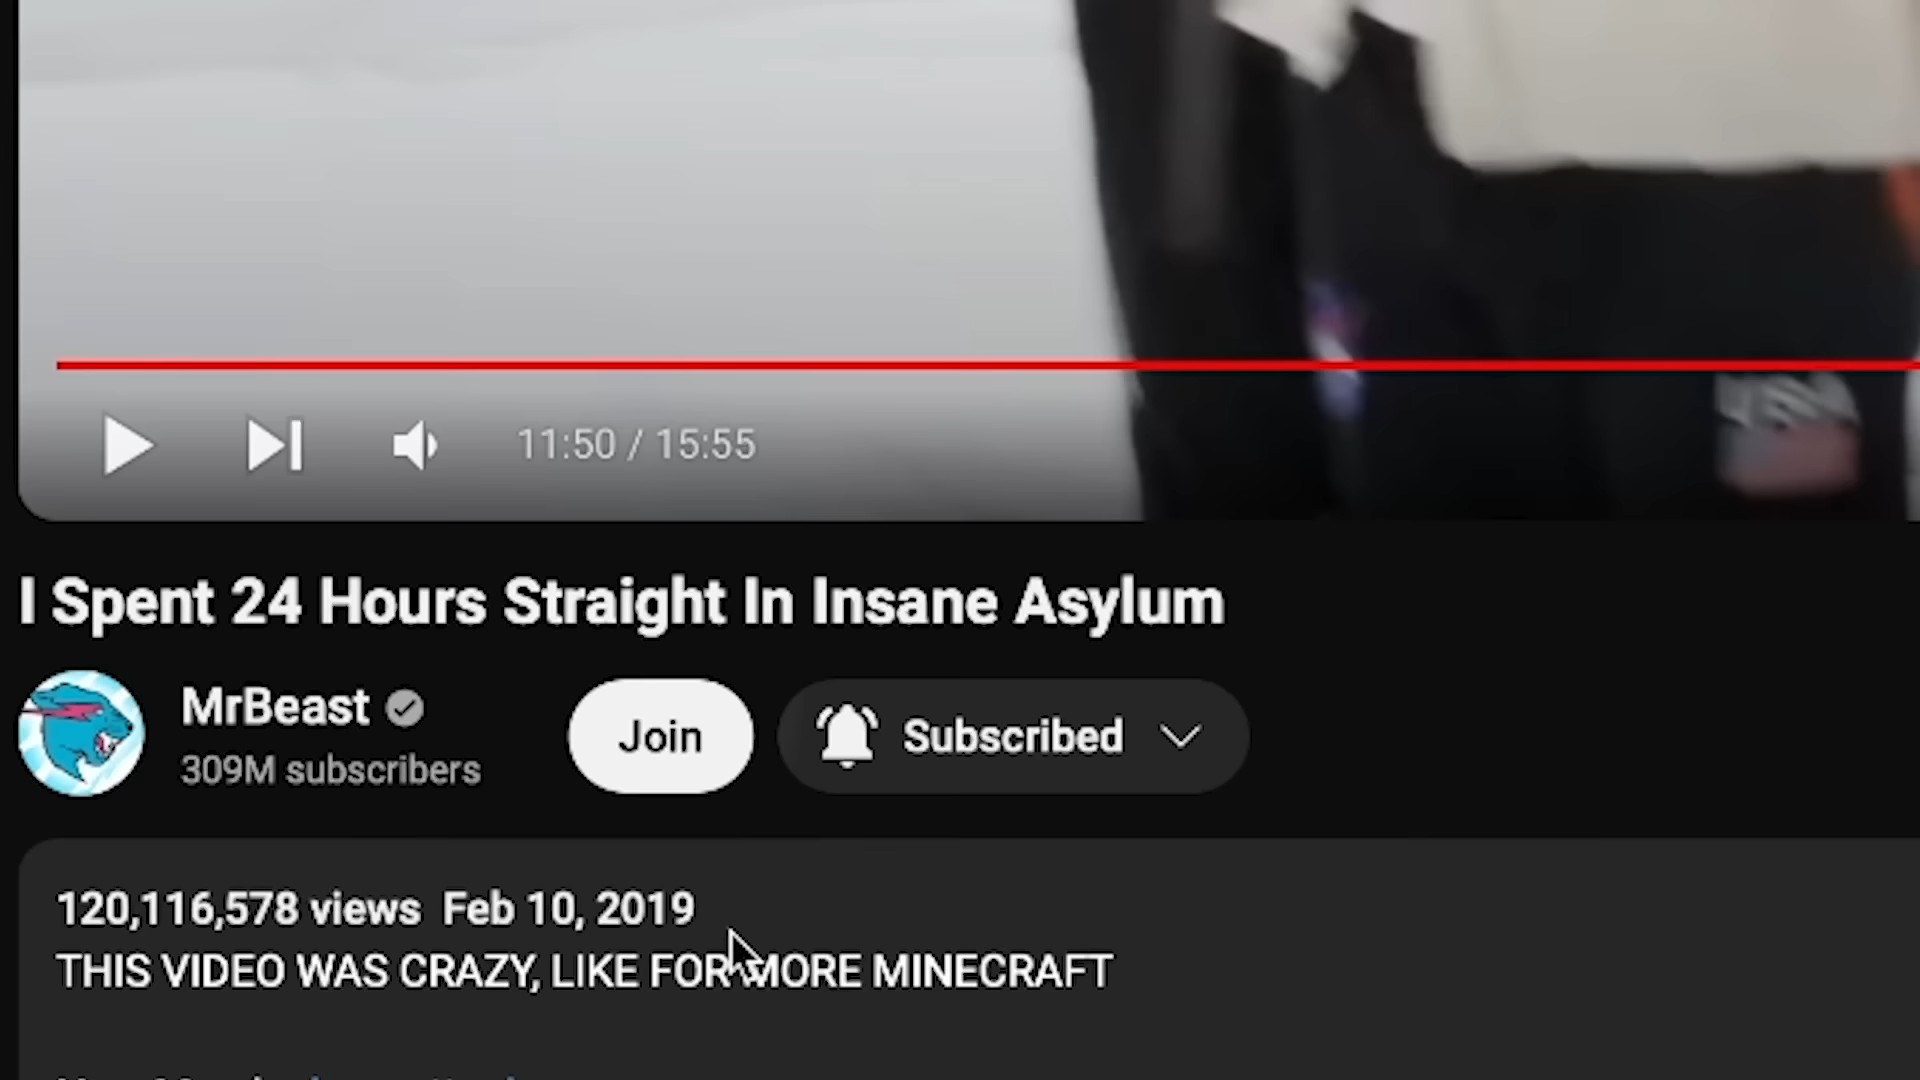 11:50 / 15:55
I Spent 24 Hours Straight In Insane Asylum
MrBeast
309M subscribers
Join
Subscribed
120,116,578 views Feb 10, 2019
THIS VIDEO WAS CRAZY, LIKE FOR MORE MINECRAFT